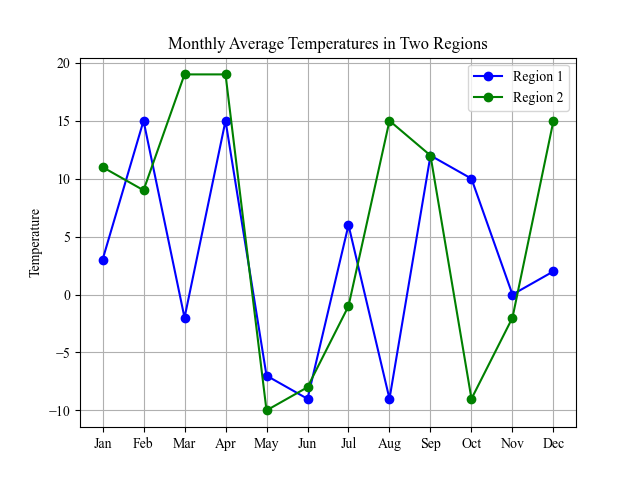 Monthly Average Temperatures in Two Regions
Region 1
Region 2
Temperature
20
15
10
5
0
−5
−10
Jan Feb Mar Apr May Jun Jul Aug Sep Oct Nov Dec